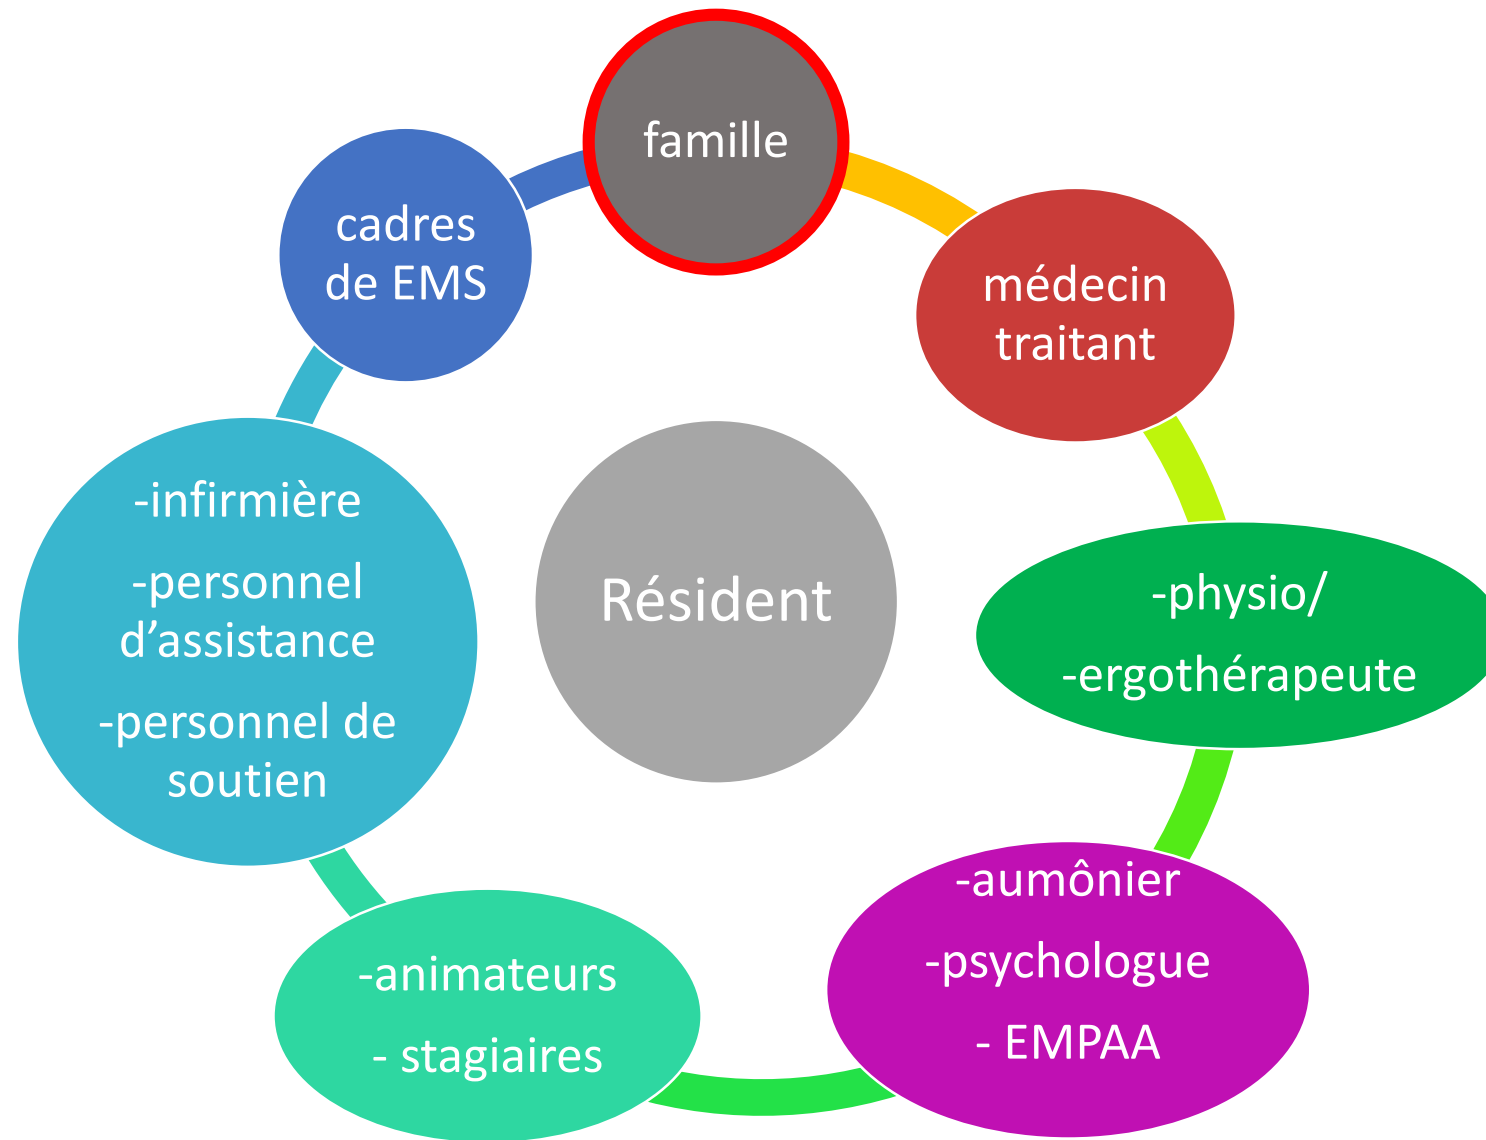 famille
cadres
de EMS
médecin
traitant
-infirmière
-personnel
d’assistance
-personnel de
soutien
Résident
-physio/
-ergothérapeute
-aumônier
-psychologue
- EMPAA
-animateurs
- stagiaires